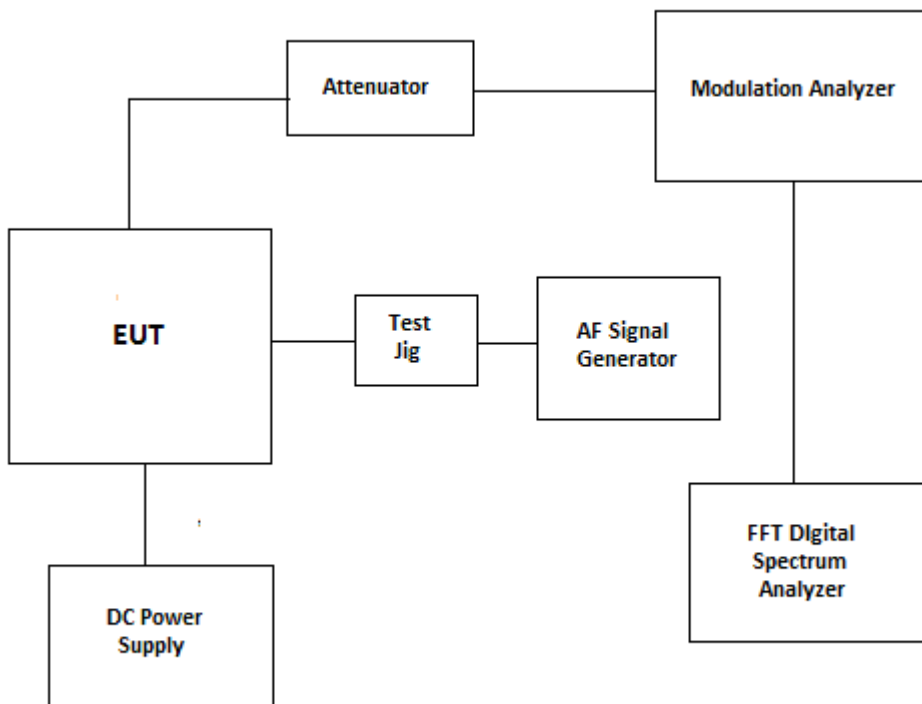 Attenuator
Modulation Analyzer
EUT
Test
Jig
AF Signal
Generator
FFT DIgital
Spectrum
Analyzer
DC Power
Supply